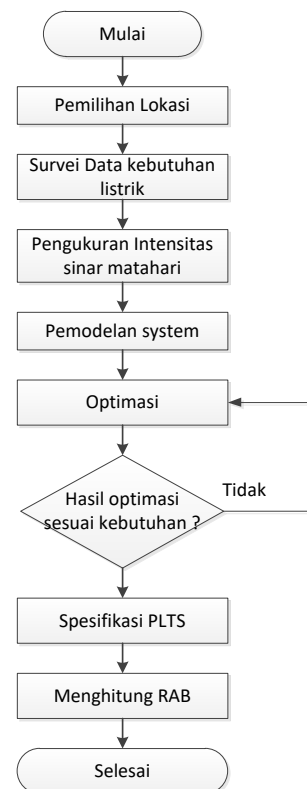 Mulai
Pemilihan Lokasi
Survei Data kebutuhan
listrik
Pengukuran Intensitas
sinar matahari
Pemodelan system
Optimasi
Hasil optimasi
sesuai kebutuhan ?
Tidak
Spesifikasi PLTS
Menghitung RAB
Selesai